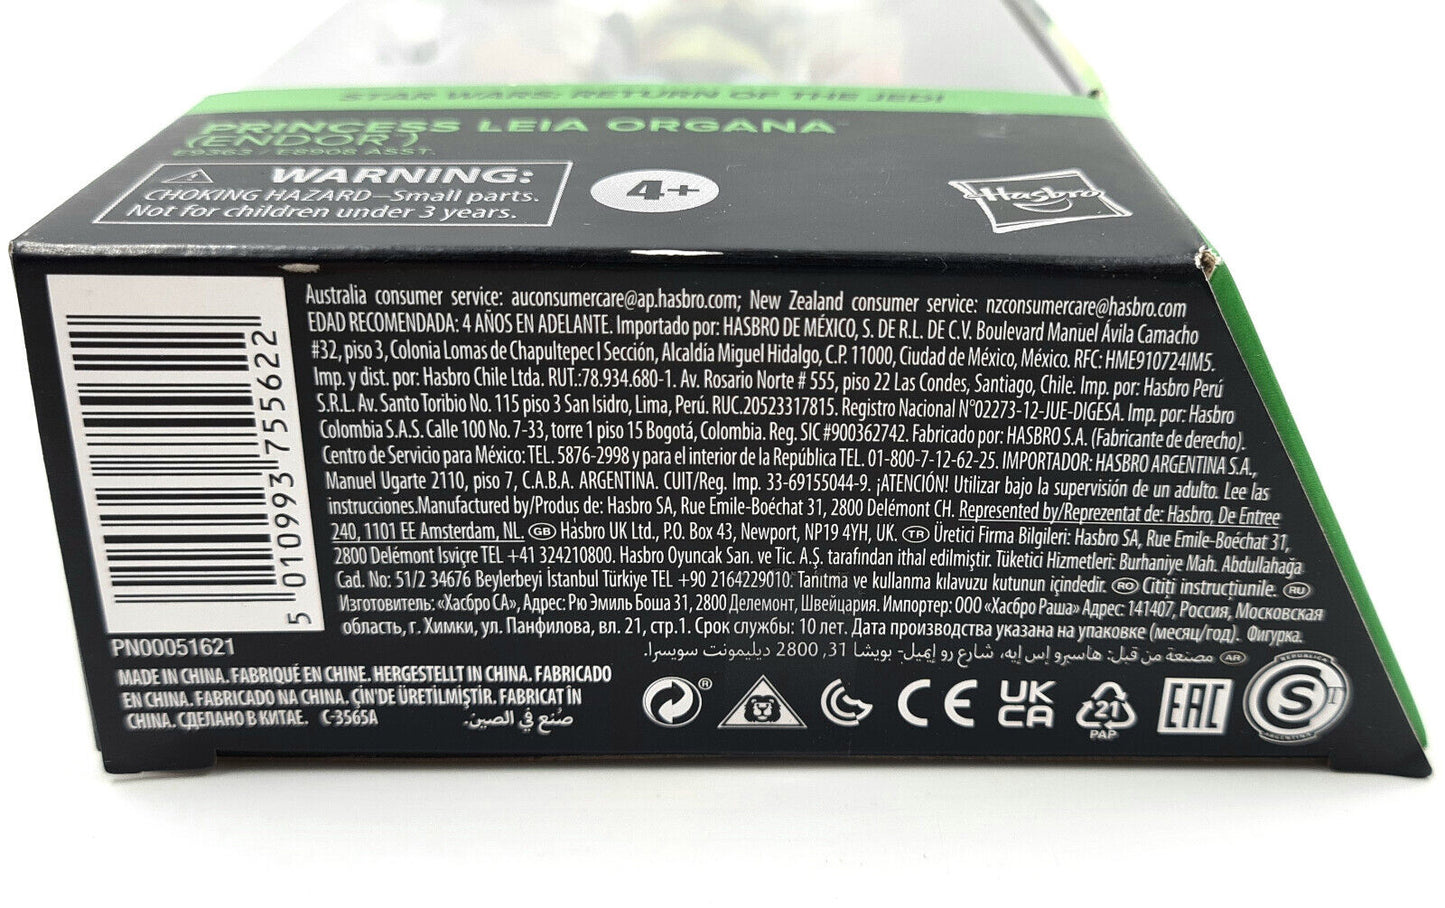 STAR WARS: RETURN OF THE JEDI
PRINCESS LEIA ORGANA™
(ENDOR)
E9363 / F8908 ASST.
WARNING:
CHOKING HAZARD—Small parts.
Not for children under 3 years.
4+
Hasbro
Australia consumer service: auconsumercare@ap.hasbro.com; New Zealand consumer service: nzconsumercare@hasbro.com
EDAD RECOMENDADA: 4 AÑOS EN ADELANTE. Importado por: HASBRO DE MÉXICO, S. DE R.L. DE C.V. Boulevard Manuel Ávila Camacho
#32, piso 3, Colonia Lomas de Chapultepec I Sección, Alcaldía Miguel Hidalgo, C.P. 11000, Ciudad de México, México. RFC: HME910724IM5.
Imp. y dist. por: Hasbro Chile Ltda. RUT.:78.934.680-1. Av. Rosario Norte # 555, piso 22 Las Condes, Santiago, Chile. Imp. por: Hasbro Perú
S.R.L. Av. Santo Toribio No. 115 piso 3 San Isidro, Lima, Perú. RUC.20523317815. Registro Nacional N°02273-12-JUE-DIGESA. Imp. por: Hasbro
Colombia S.A.S. Calle 100 No. 7-33, torre 1 piso 15 Bogotá, Colombia. Reg. SIC #900362742. Fabricado por: HASBRO S.A. (Fabricante de derecho).
Centro de Servicio para México: TEL. 5876-2998 y para el interior de la República TEL. 01-800-7-12-62-25. IMPORTADOR: HASBRO ARGENTINA S.A.,
Manuel Ugarte 2110, piso 7, C.A.B.A. ARGENTINA. CUIT/Reg. Imp. 33-69155044-9. ¡ATENCIÓN! Utilizar bajo la supervisión de un adulto. Lee las
instrucciones.Manufactured by/Produs de: Hasbro SA, Rue Emile-Boéchat 31, 2800 Delémont CH. Represented by/Reprezentat de: Hasbro, De Entree
240, 1101 EE Amsterdam, NL. GB Hasbro UK Ltd., P.O. Box 43, Newport, NP19 4YH, UK. TR Üretici Firma Bilgileri: Hasbro SA, Rue Emile-Boéchat 31,
2800 Delémont Isviçre TEL +41 324210800. Hasbro Oyuncak San. ve Tic. A.Ş. tarafından ithal edilmiştir. Tüketici Hizmetleri: Burhaniye Mah. Abdullahağa
Cad. No: 51/2 34676 Beylerbeyi İstanbul Türkiye TEL +90 2164229010. Tanıtma ve kullanma kılavuzu kutunun içindedir. RO Citiți instrucțiunile. RU
Изготовитель: «Хасбро СА», Адрес: Рю Эмиль Боша 31, 2800 Делемонт, Швейцария. Импортер: ООО «Хасбро Раша» Адрес: 141407, Россия, Московская
область, г. Химки, ул. Панфилова, вл. 21, стр.1. Срок службы: 10 лет. Дата производства указана на упаковке (месяц/год). Фигурка.
AR مصنعة من قبل: هاسبرو إس إيه، شارع رو إميل- بويشا 31, 2800 ديليمونت سويسرا.
5 010993 755622
PN00051621
MADE IN CHINA. FABRIQUÉ EN CHINE. HERGESTELLT IN CHINA. FABRICADO
EN CHINA. FABRICADO NA CHINA. ÇİN'DE ÜRETİLMİŞTİR. FABRICAT ÎN
CHINA. СДЕЛАНО В КИТАЕ. C-3565A صُنع في الصين.
®
CE
UK
CA
21
PAP
EAC
REPUBLICA
S
ARGENTINA